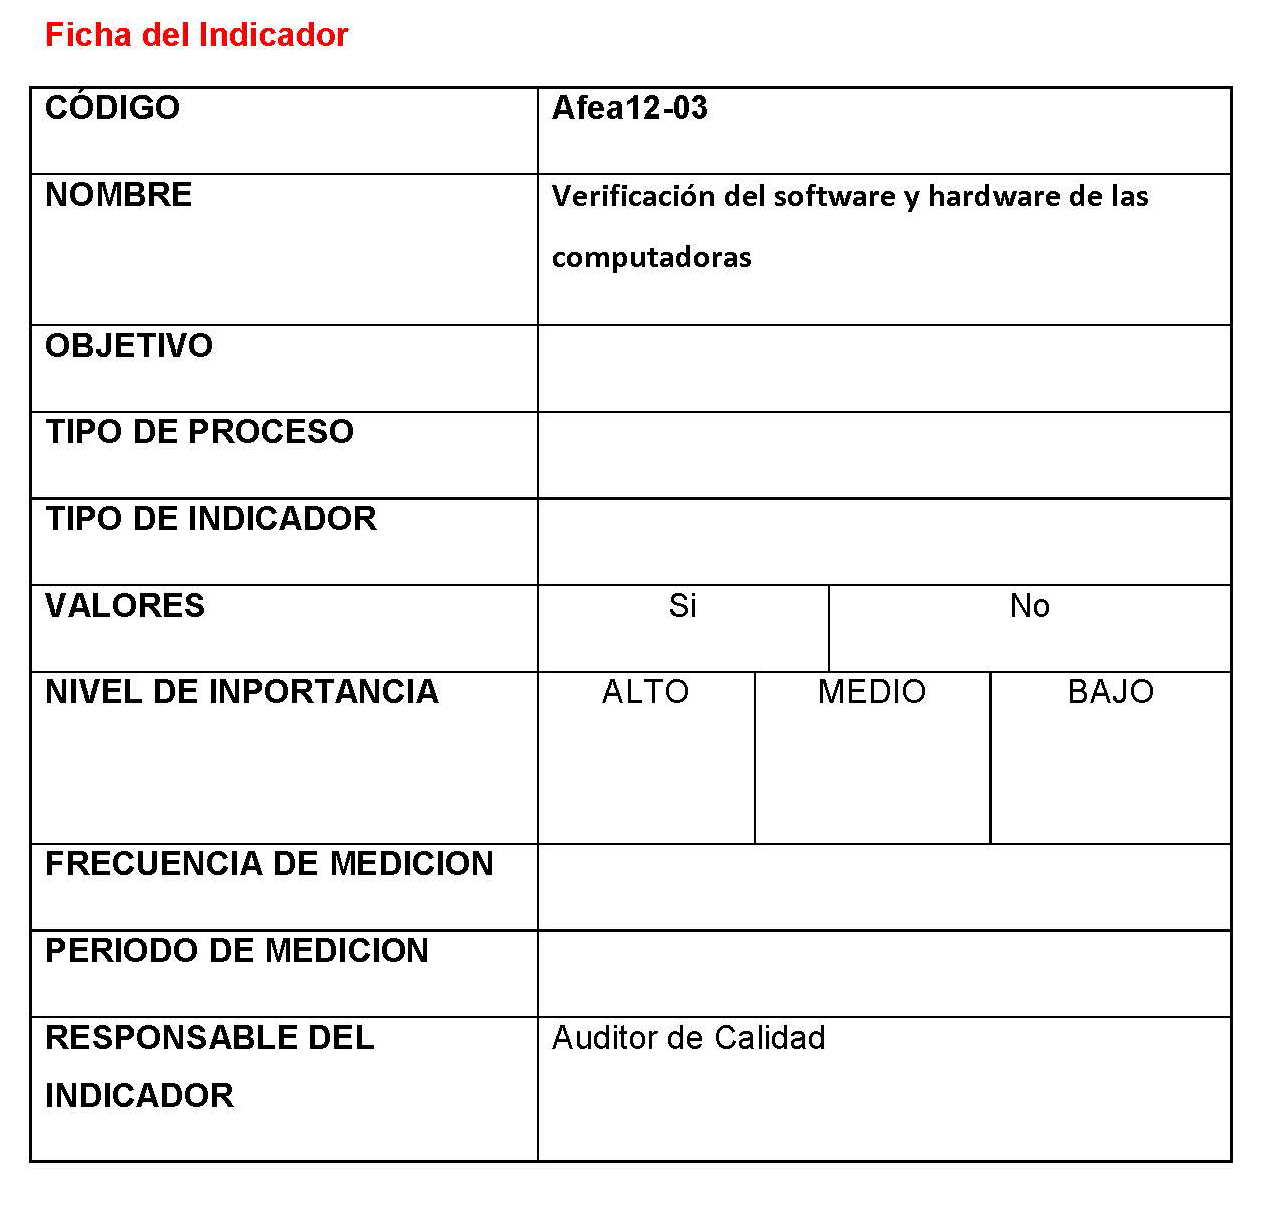 Ficha del Indicador
CÓDIGO Afea12-03
NOMBRE Verificación del software y hardware de las
computadoras
OBJETIVO
TIPO DE PROCESO
TIPO DE INDICADOR
VALORES Si No
NIVEL DE INPORTANCIA ALTO MEDIO BAJO
FRECUENCIA DE MEDICION
PERIODO DE MEDICION
RESPONSABLE DEL Auditor de Calidad
INDICADOR